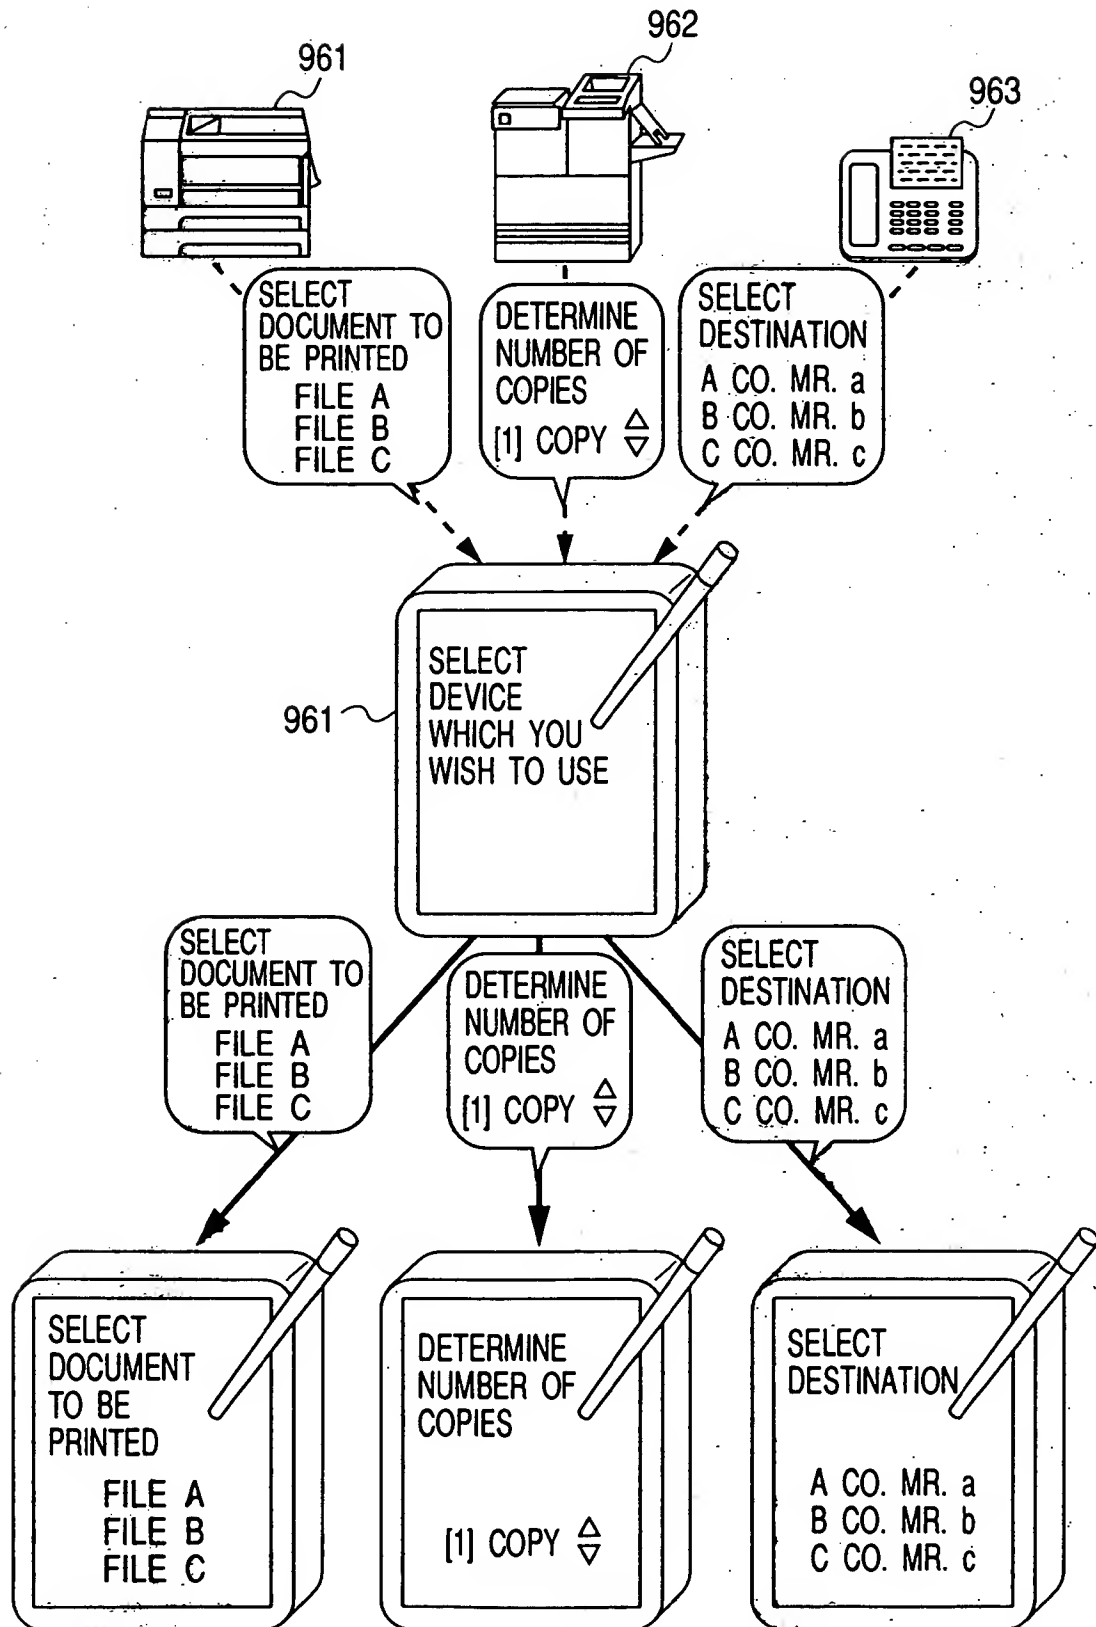 961
962
963
SELECT
DOCUMENT TO
BE PRINTED
FILE A
FILE B
FILE C
DETERMINE
NUMBER OF
COPIES
[1] COPY △▽
SELECT
DESTINATION
A CO. MR. a
B CO. MR. b
C CO. MR. c
961
SELECT
DEVICE
WHICH YOU
WISH TO USE
SELECT
DOCUMENT TO
BE PRINTED
FILE A
FILE B
FILE C
DETERMINE
NUMBER OF
COPIES
[1] COPY △▽
SELECT
DESTINATION
A CO. MR. a
B CO. MR. b
C CO. MR. c
SELECT
DOCUMENT
TO BE
PRINTED
FILE A
FILE B
FILE C
DETERMINE
NUMBER OF
COPIES
[1] COPY △▽
SELECT
DESTINATION
A CO. MR. a
B CO. MR. b
C CO. MR. c